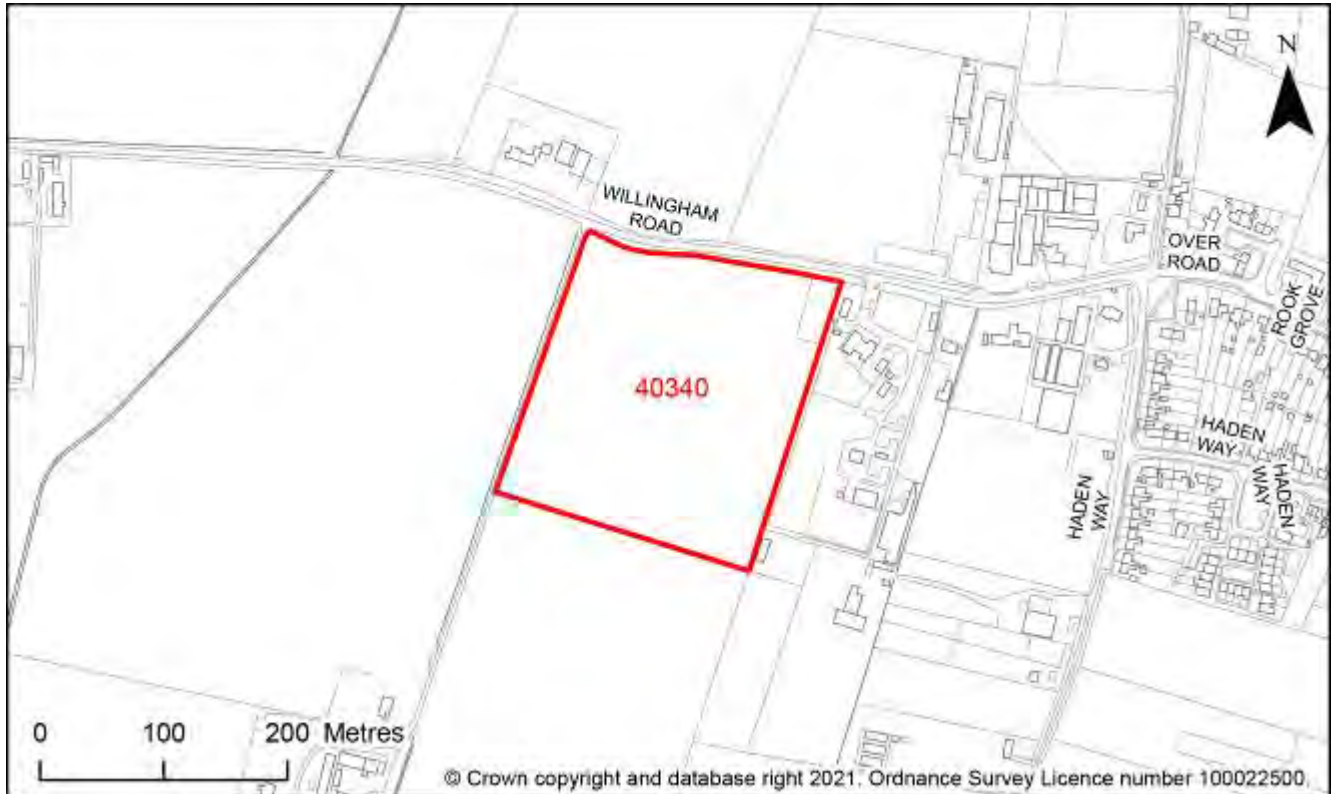 N
WILLINGHAM
ROAD
OVER
ROAD
ROOK
GROVE
40340
HADEN
WAY
HADEN
WAY
HADEN
WAY
0 100 200 Metres
© Crown copyright and database right 2021. Ordnance Survey Licence number 100022500.